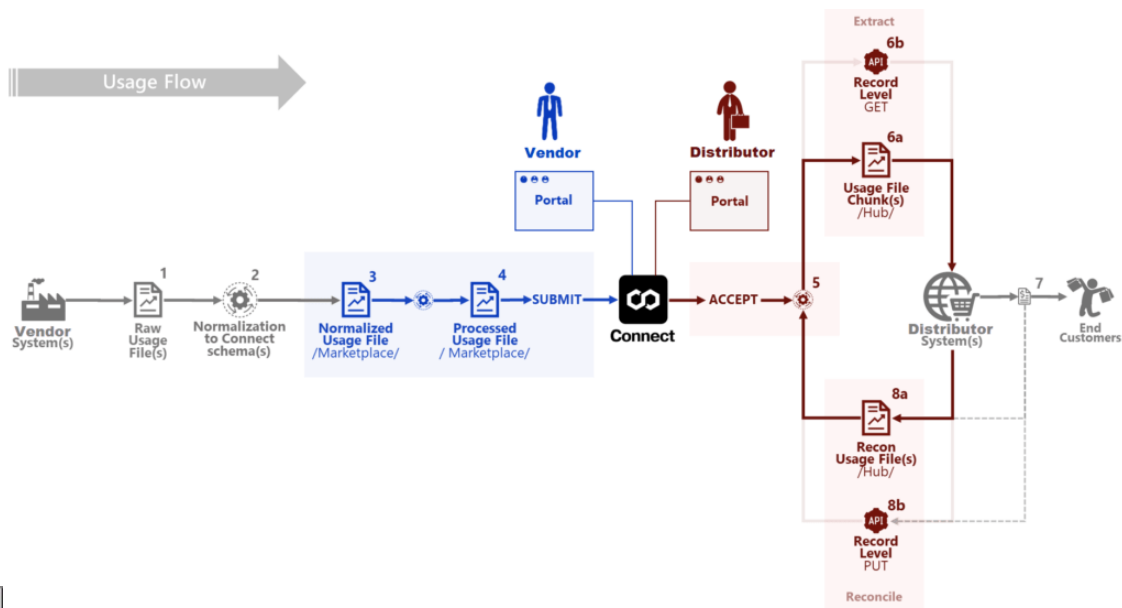 Extract
Usage Flow
6b
API
Record
Level
GET
Vendor
Distributor
6a
Portal
Portal
Usage File
Chunk(s)
/Hub/
1
2
3
4
SUBMIT
ACCEPT
5
7
Vendor
System(s)
Raw
Usage
File(s)
Normalization
to Connect
schema(s)
Normalized
Usage File
/Marketplace/
Processed
Usage File
/ Marketplace/
Connect
Distributor
System(s)
End
Customers
8a
Recon
Usage File(s)
/Hub/
8b
API
Record
Level
PUT
Reconcile